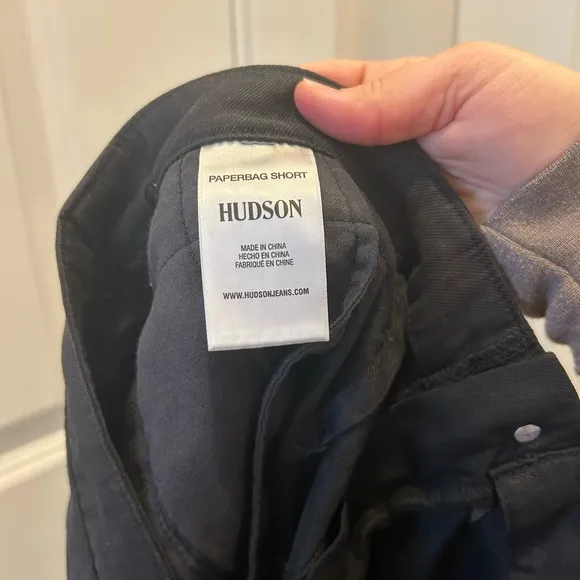 PAPERBAG SHORT
HUDSON
MADE IN CHINA
HECHO EN CHINA
FABRIQUÉ EN CHINE
WWW.HUDSONJEANS.COM